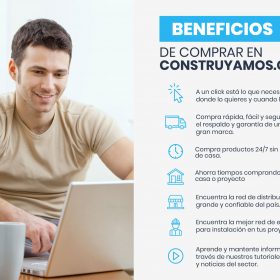 BENEFICIOS
DE COMPRAR EN
CONSTRUYAMOS.C
A un click está lo que neces
donde lo quieres y cuando l
Compra rápida, fácil y segu
el respaldo y garantía de un
gran marca.
Compra productos 24/7 sin
de casa.
Ahorra tiempos comprando
casa o proyecto
Encuentra la red de distribu
grande y confiable del país.
Encuentra la mejor red de e
para instalación en tus proy
Aprende y mantente inform
través de nuestros tutoriale
y noticias del sector.